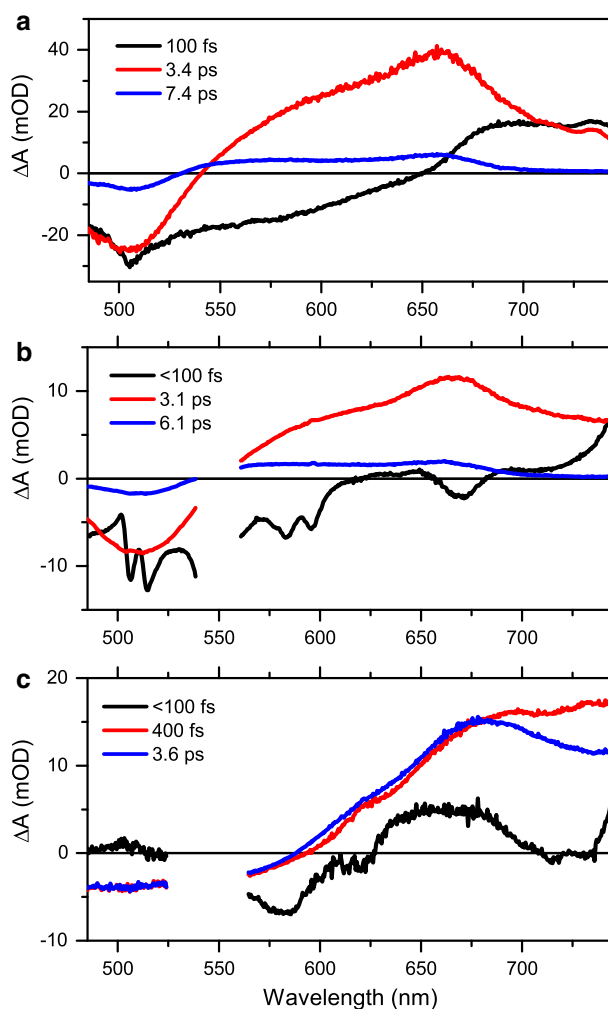 a
100 fs
3.4 ps
7.4 ps
ΔA (mOD)
40
20
0
-20
500
550
600
650
700
b
<100 fs
3.1 ps
6.1 ps
ΔA (mOD)
10
0
-10
500
550
600
650
700
c
<100 fs
400 fs
3.6 ps
ΔA (mOD)
20
10
0
-10
500
550
600
650
700
Wavelength (nm)